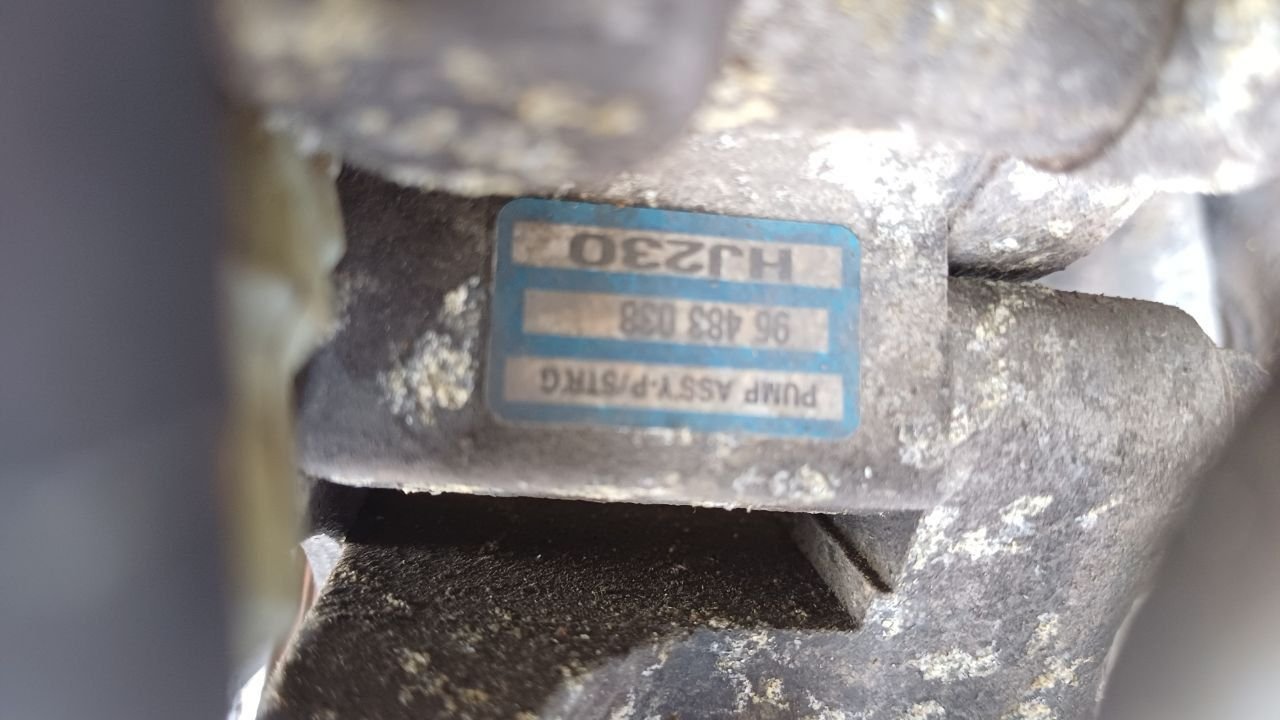 PUMP ASSY-P/STRG
96 483 038
HJ230